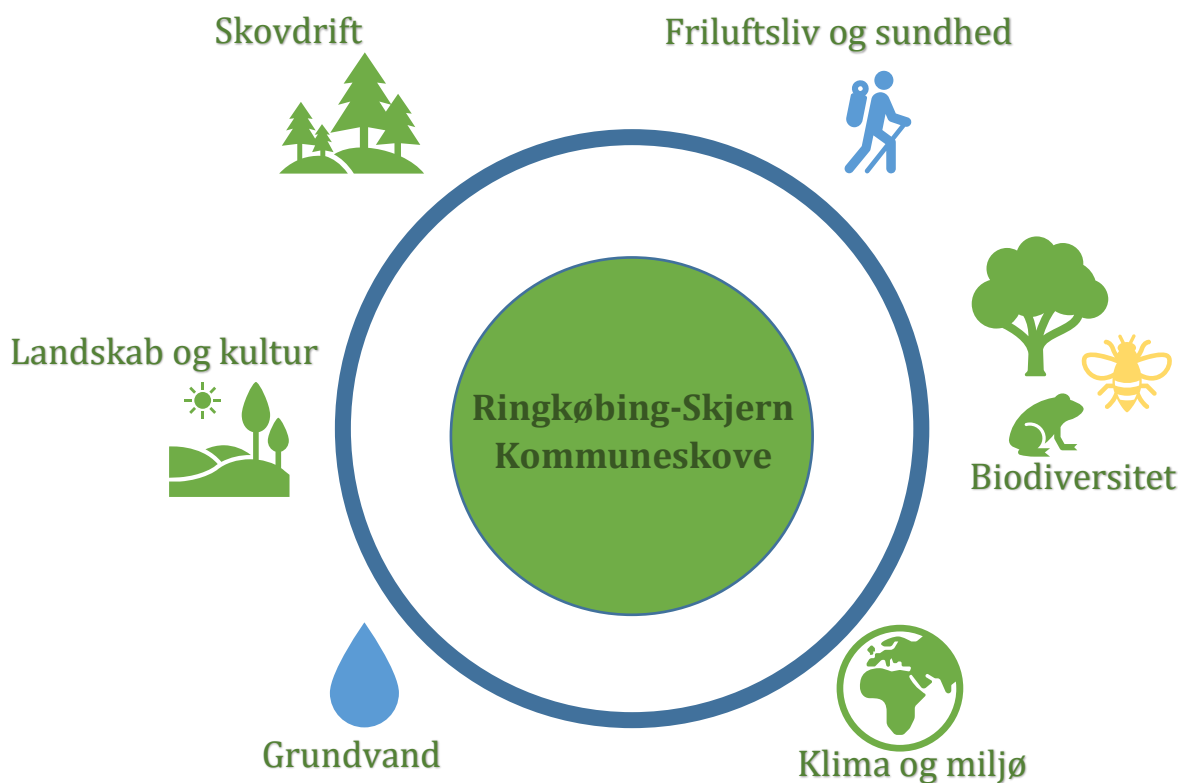 Skovdrift
Friluftsliv og sundhed
Landskab og kultur
Ringkøbing-Skjern
Kommuneskove
Biodiversitet
Grundvand
Klima og miljø